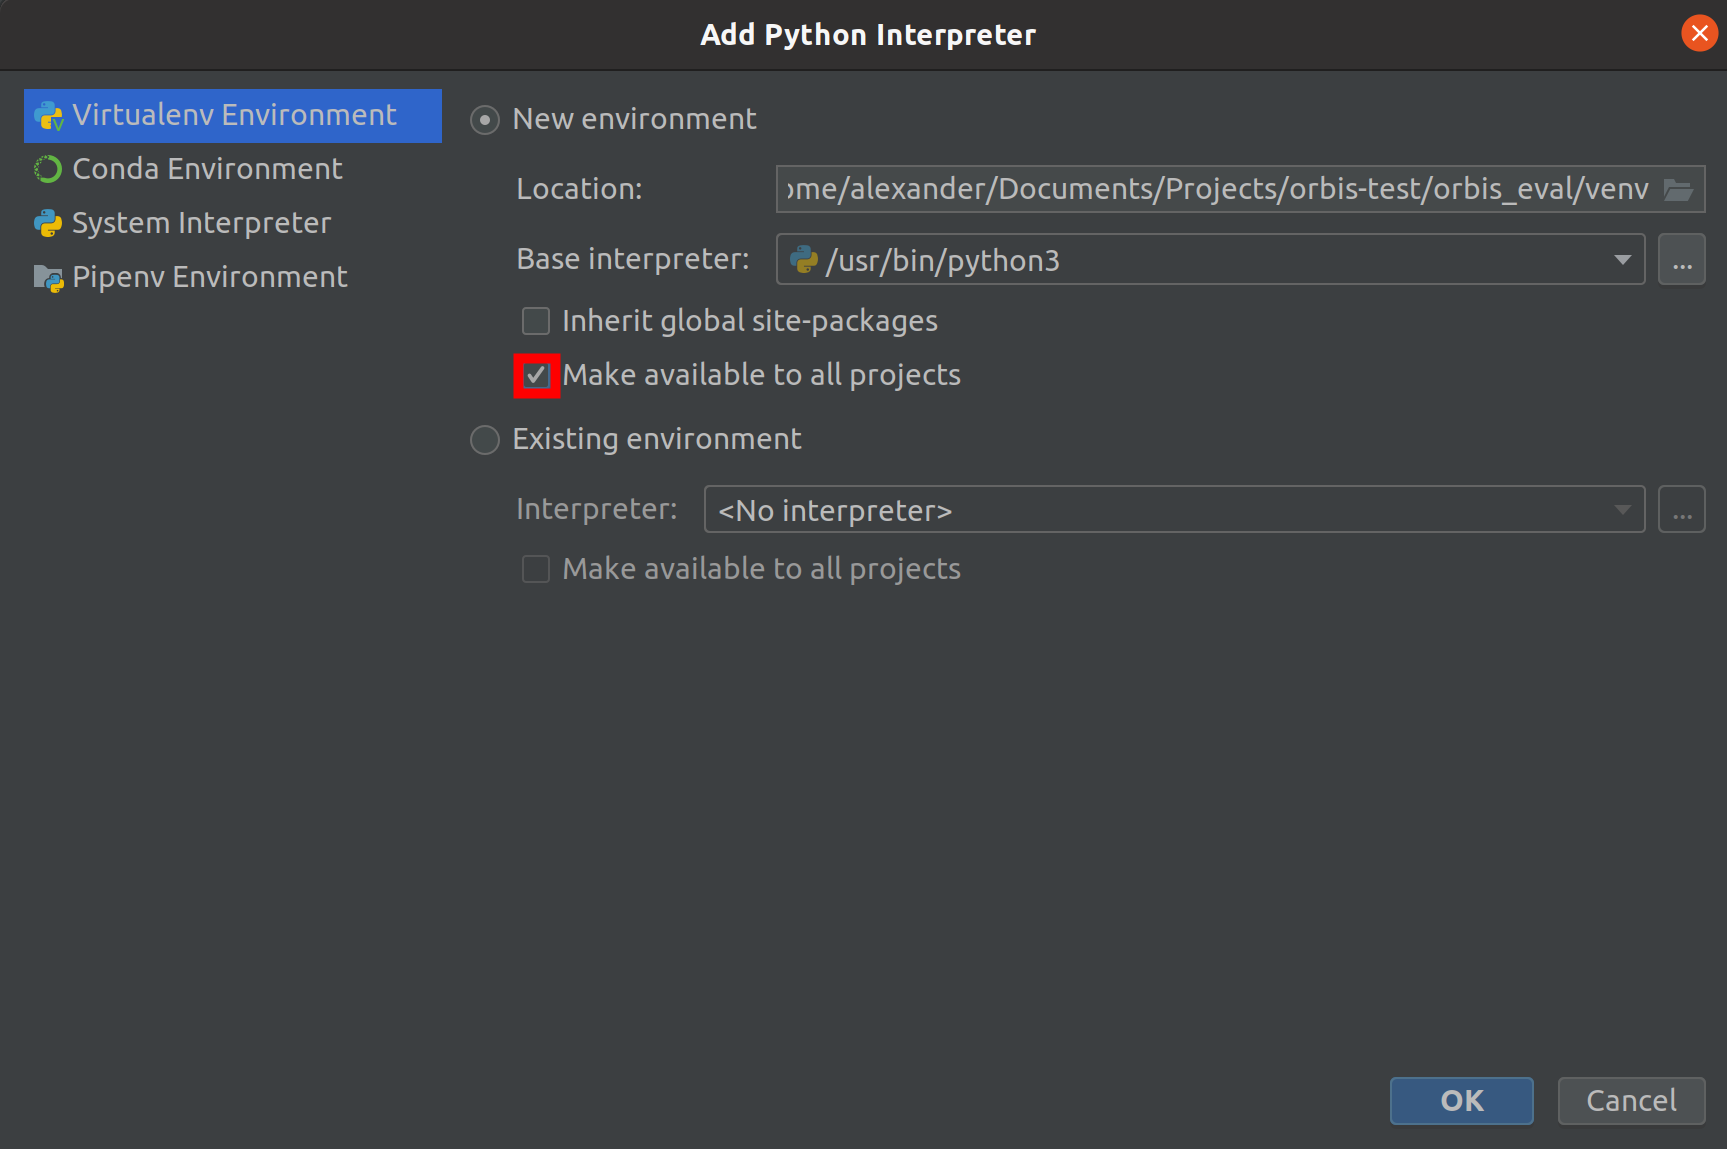 Add Python Interpreter
Virtualenv Environment
Conda Environment
System Interpreter
Pipenv Environment
New environment
Location: ome/alexander/Documents/Projects/orbis-test/orbis_eval/venv
Base interpreter: /usr/bin/python3 ...
Inherit global site-packages
Make available to all projects
Existing environment
Interpreter: <No interpreter> ...
Make available to all projects
OK Cancel